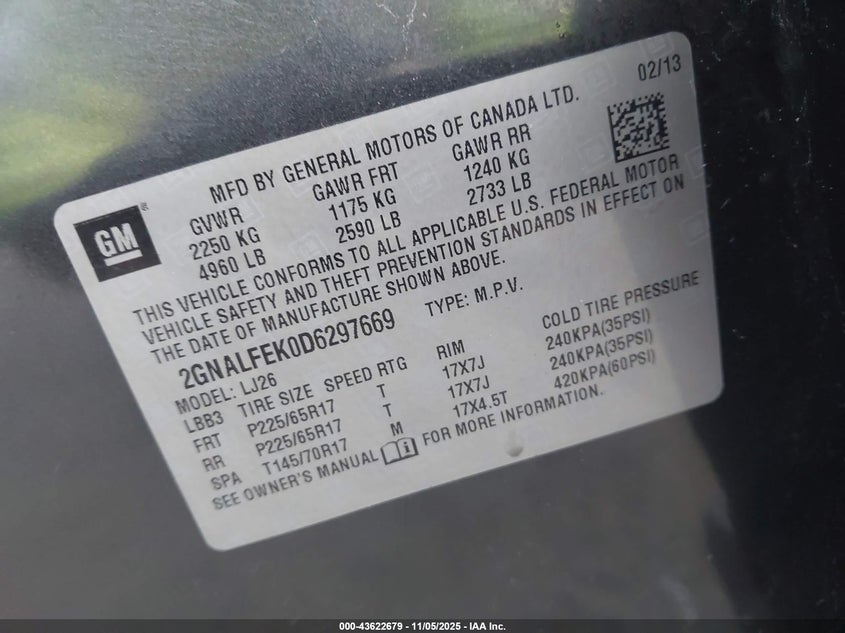 02/13
GM
MFD BY GENERAL MOTORS OF CANADA LTD.
GVWR GAWR FRT GAWR RR
2250 KG 1175 KG 1240 KG
4960 LB 2590 LB 2733 LB
THIS VEHICLE CONFORMS TO ALL APPLICABLE U.S. FEDERAL MOTOR
VEHICLE SAFETY AND THEFT PREVENTION STANDARDS IN EFFECT ON
THE DATE OF MANUFACTURE SHOWN ABOVE.
2GNALFEK0D6297669 TYPE: M.P.V.
MODEL: LJ26
LBB3 TIRE SIZE SPEED RTG RIM COLD TIRE PRESSURE
FRT P225/65R17 T 17X7J 240KPA(35PSI)
RR P225/65R17 T 17X7J 240KPA(35PSI)
SPA T145/70R17 M 17X4.5T 420KPA(60PSI)
SEE OWNER'S MANUAL FOR MORE INFORMATION.
000-43622679 - 11/05/2025 - IAA Inc.